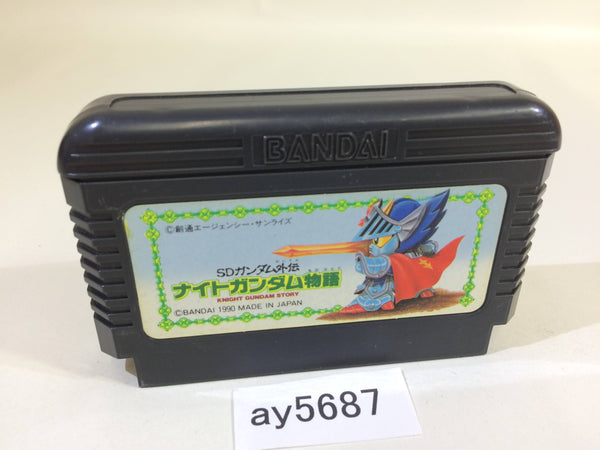 BANDAI
©創通エージェンシー・サンライズ
SDガンダム外伝
ナイトガンダム物語
KNIGHT GUNDAM STORY
©BANDAI 1990 MADE IN JAPAN
ay5687